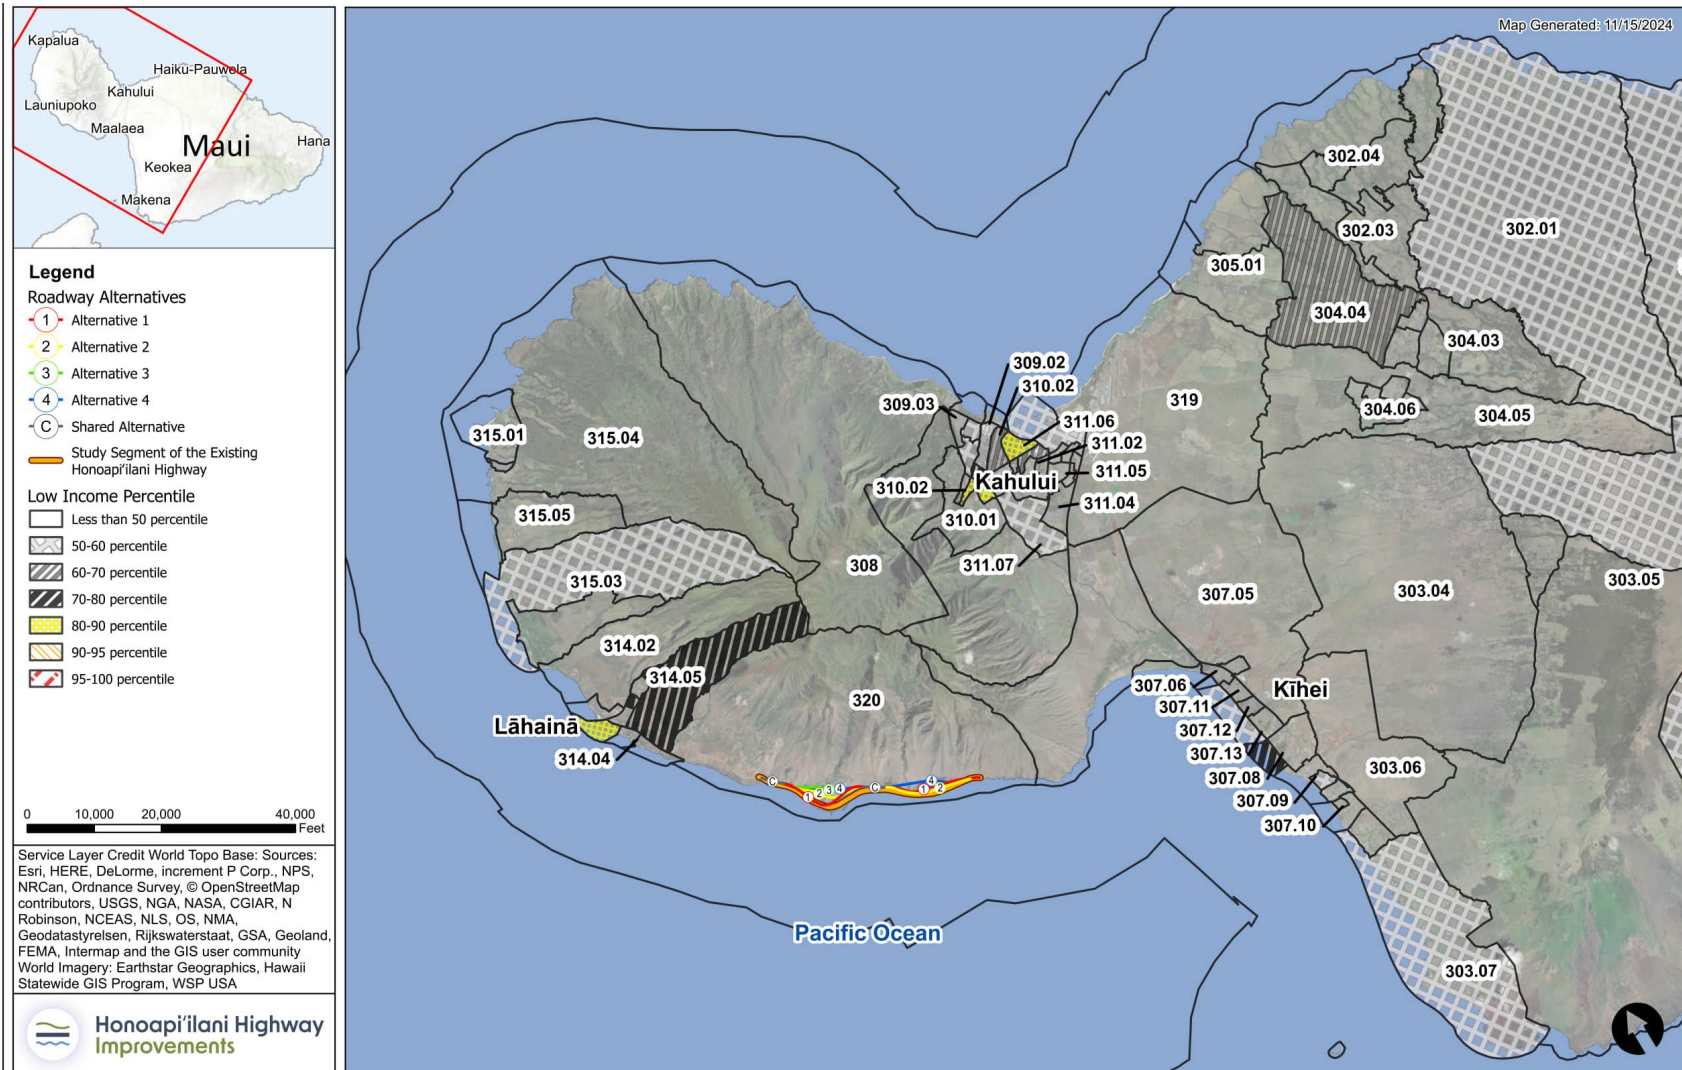 Kapalua
Haiku-Pauwela
Kahului
Launiupoko
Maalaea
Maui
Hana
Keokea
Makena
Legend
Roadway Alternatives
1 Alternative 1
2 Alternative 2
3 Alternative 3
4 Alternative 4
C Shared Alternative
Study Segment of the Existing
Honoapiʻilani Highway
Low Income Percentile
Less than 50 percentile
50-60 percentile
60-70 percentile
70-80 percentile
80-90 percentile
90-95 percentile
95-100 percentile
0 10,000 20,000 40,000
Feet
Service Layer Credit World Topo Base: Sources:
Esri, HERE, DeLorme, increment P Corp., NPS,
NRCan, Ordnance Survey, © OpenStreetMap
contributors, USGS, NGA, NASA, CGIAR, N
Robinson, NCEAS, NLS, OS, NMA,
Geodatastyrelsen, Rijkswaterstaat, GSA, Geoland,
FEMA, Intermap and the GIS user community
World Imagery: Earthstar Geographics, Hawaii
Statewide GIS Program, WSP USA
Honoapiʻilani Highway
Improvements
Map Generated: 11/15/2024
302.04
302.01
302.03
305.01
304.04
304.03
309.02
310.02
319
309.03
304.06
304.05
311.06
315.01
315.04
311.02
311.05
Kahului
310.02
311.04
315.05
310.01
308
311.07
315.03
303.05
307.05
303.04
314.02
314.05
307.06
Kīhei
320
307.11
Lāhainā
307.12
307.13
314.04
303.06
307.08
C
4
1 2 3 4
C
1 2
307.09
307.10
Pacific Ocean
303.07